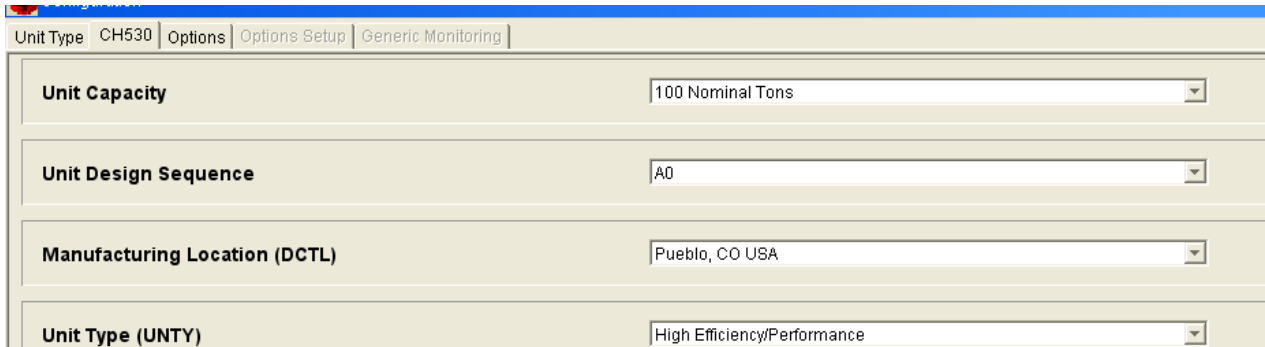 Configuration
Unit Type CH530 Options Options Setup Generic Monitoring
Unit Capacity 100 Nominal Tons
Unit Design Sequence A0
Manufacturing Location (DCTL) Pueblo, CO USA
Unit Type (UNTY) High Efficiency/Performance